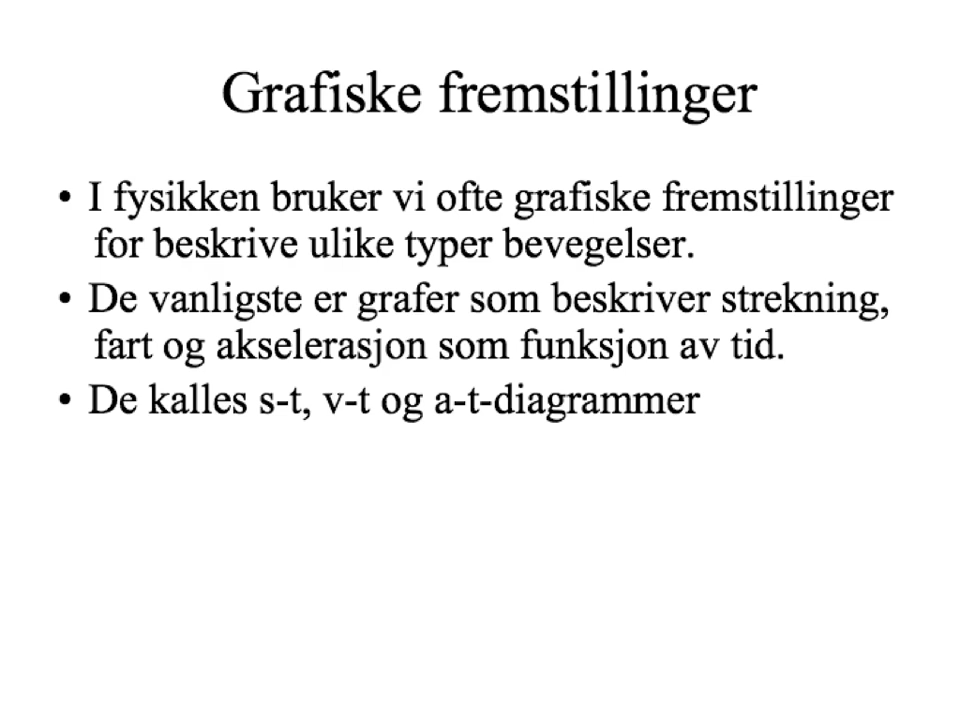 Grafiske fremstillinger
• I fysikken bruker vi ofte grafiske fremstillinger
for beskrive ulike typer bevegelser.
• De vanligste er grafer som beskriver strekning,
fart og akselerasjon som funksjon av tid.
• De kalles s-t, v-t og a-t-diagrammer